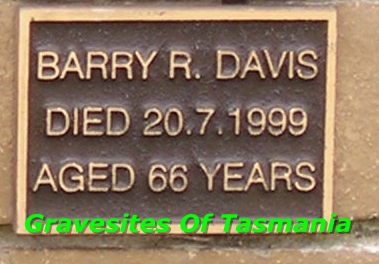 BARRY R. DAVIS
DIED 20.7.1999
AGED 66 YEARS
Gravesites Of Tasmania